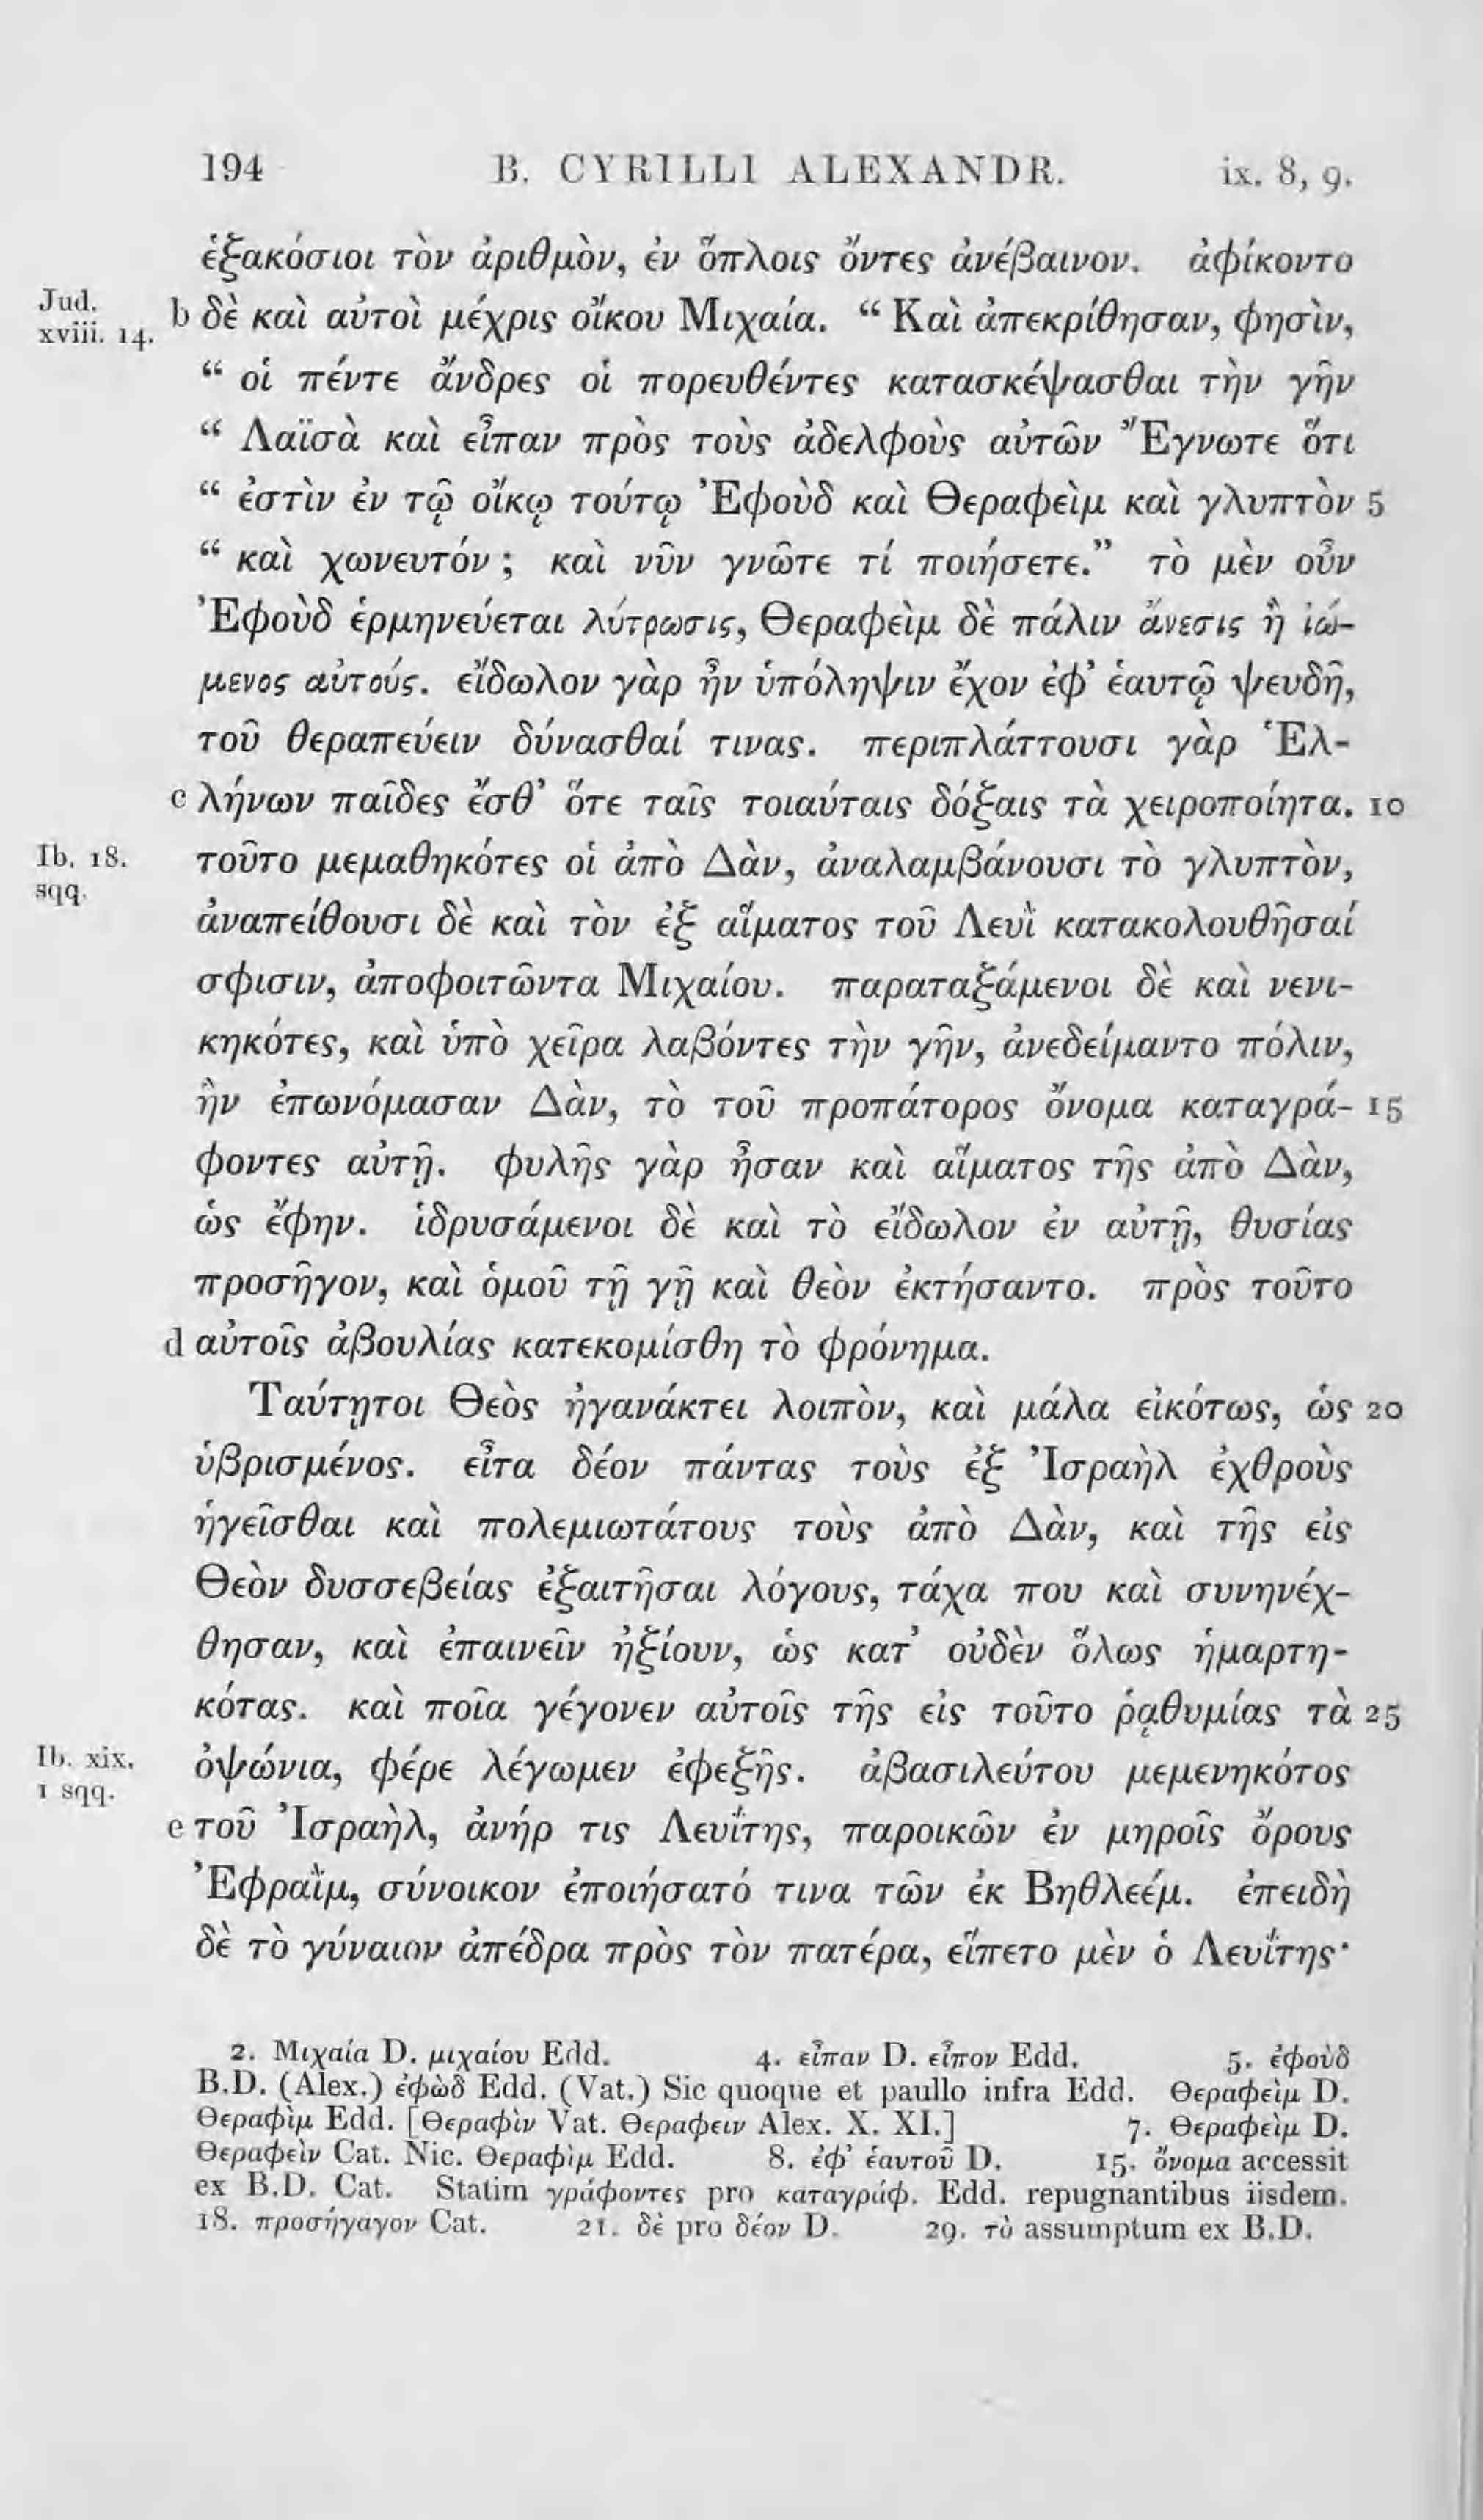 194 B. CYRILLI ALEXANDR. ix. 8, 9.
ἑξακόσιοι τὸν ἀριθμὸν, ἐν ὅπλοις ὄντες ἀνέβαινον. ἀφίκοντο
Jud. xviii. 14. b δὲ καὶ αὐτοὶ μέχρις οἴκου Μιχαία. “ Καὶ ἀπεκρίθησαν, φησὶν,
“ οἱ πέντε ἄνδρες οἱ πορευθέντες κατασκέψασθαι τὴν γῆν
“ Λαϊσὰ καὶ εἶπαν πρὸς τοὺς ἀδελφοὺς αὐτῶν Ἔγνωτε ὅτι
“ ἐστὶν ἐν τῷ οἴκῳ τούτῳ Ἐφοὺδ καὶ Θεραφεὶμ καὶ γλυπτὸν 5
“ καὶ χωνευτόν ; καὶ νῦν γνῶτε τί ποιήσετε.” τὸ μὲν οὖν
Ἐφοὺδ ἑρμηνεύεται λύτρωσις, Θεραφεὶμ δὲ πάλιν ἄνεσις ἢ ἰώ-
μενος αὐτούς. εἴδωλον γὰρ ἦν ὑπόληψιν ἔχον ἐφ’ ἑαυτῷ ψευδῆ,
τοῦ θεραπεύειν δύνασθαί τινας. περιπλάττουσι γὰρ Ἑλ-
c λήνων παῖδες ἔσθ’ ὅτε ταῖς τοιαύταις δόξαις τὰ χειροποίητα. 10
Ib. 18. sqq. τοῦτο μεμαθηκότες οἱ ἀπὸ Δὰν, ἀναλαμβάνουσι τὸ γλυπτὸν,
ἀναπείθουσι δὲ καὶ τὸν ἐξ αἵματος τοῦ Λευὶ κατακολουθῆσαί
σφισιν, ἀποφοιτῶντα Μιχαίου. παραταξάμενοι δὲ καὶ νενι-
κηκότες, καὶ ὑπὸ χεῖρα λαβόντες τὴν γῆν, ἀνεδείμαντο πόλιν,
ἣν ἐπωνόμασαν Δὰν, τὸ τοῦ προπάτορος ὄνομα καταγρά- 15
φοντες αὐτῇ. φυλῆς γὰρ ἦσαν καὶ αἵματος τῆς ἀπὸ Δὰν,
ὡς ἔφην. ἱδρυσάμενοι δὲ καὶ τὸ εἴδωλον ἐν αὐτῇ, θυσίας
προσῆγον, καὶ ὁμοῦ τῇ γῇ καὶ θεὸν ἐκτήσαντο. πρὸς τοῦτο
d αὐτοῖς ἀβουλίας κατεκομίσθη τὸ φρόνημα.
Ταύτῃτοι Θεὸς ἠγανάκτει λοιπὸν, καὶ μάλα εἰκότως, ὡς 20
ὑβρισμένος. εἶτα δέον πάντας τοὺς ἐξ Ἰσραὴλ ἐχθροὺς
ἡγεῖσθαι καὶ πολεμιωτάτους τοὺς ἀπὸ Δὰν, καὶ τῆς εἰς
Θεὸν δυσσεβείας ἐξαιτῆσαι λόγους, τάχα που καὶ συνηνέχ-
θησαν, καὶ ἐπαινεῖν ἠξίουν, ὡς κατ’ οὐδὲν ὅλως ἡμαρτη-
κότας. καὶ ποῖα γέγονεν αὐτοῖς τῆς εἰς τοῦτο ῥᾳθυμίας τὰ 25
Ib. xix. 1 sqq. ὀψώνια, φέρε λέγωμεν ἐφεξῆς. ἀβασιλεύτου μεμενηκότος
e τοῦ Ἰσραὴλ, ἀνήρ τις Λευΐτης, παροικῶν ἐν μηροῖς ὄρους
Ἐφραῒμ, σύνοικον ἐποιήσατό τινα τῶν ἐκ Βηθλεέμ. ἐπειδὴ
δὲ τὸ γύναιον ἀπέδρα πρὸς τὸν πατέρα, εἵπετο μὲν ὁ Λευΐτης·
2. Μιχαία D. μιχαίου Edd. 4. εἶπαν D. εἶπον Edd. 5. ἐφοὺδ
B.D. (Alex.) ἐφὼδ Edd. (Vat.) Sic quoque et paullo infra Edd. Θεραφεὶμ D.
Θεραφὶμ Edd. [Θεραφὶν Vat. Θεραφειν Alex. X. XI.] 7. Θεραφεὶμ D.
Θεραφεὶν Cat. Nic. Θεραφὶμ Edd. 8. ἐφ’ ἑαυτοῦ D. 15. ὄνομα accessit
ex B.D. Cat. Statim γράφοντες pro καταγράφ. Edd. repugnantibus iisdem.
18. προσήγαγον Cat. 21. δὲ pro δέον D. 29. τὸ assumptum ex B.D.